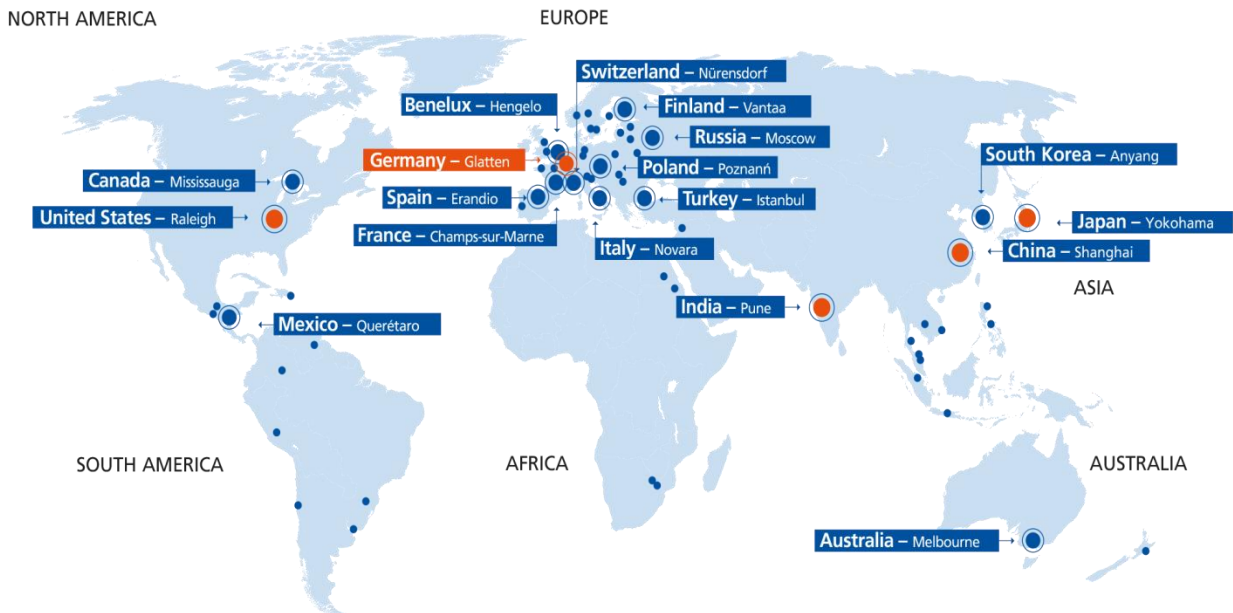 NORTH AMERICA
EUROPE
Switzerland – Nürensdorf
Benelux – Hengelo
Finland – Vantaa
Russia – Moscow
Germany – Glatten
Poland – Poznanń
South Korea – Anyang
Canada – Mississauga
Spain – Erandio
Turkey – Istanbul
United States – Raleigh
Japan – Yokohama
France – Champs-sur-Marne
Italy – Novara
China – Shanghai
ASIA
India – Pune
Mexico – Querétaro
SOUTH AMERICA
AFRICA
AUSTRALIA
Australia – Melbourne